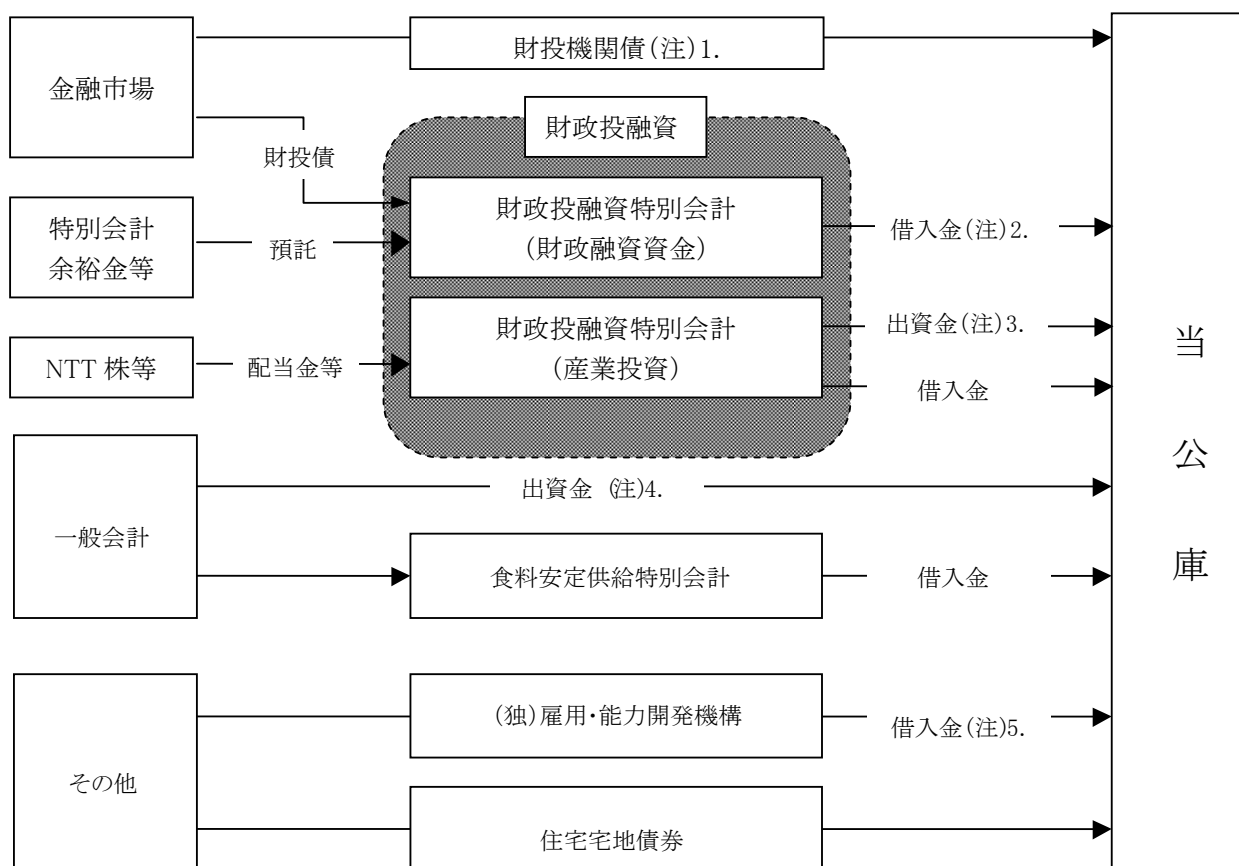 財投機関債(注)1.
金融市場
財政投融資
財投債
財政投融資特別会計
(財政融資資金)
特別会計
余裕金等
預託
借入金(注)2.
財政投融資特別会計
(産業投資)
出資金(注)3.
NTT 株等
配当金等
借入金
当
公
庫
出資金 (注)4.
一般会計
食料安定供給特別会計
借入金
(独)雇用・能力開発機構
借入金(注)5.
その他
住宅宅地債券